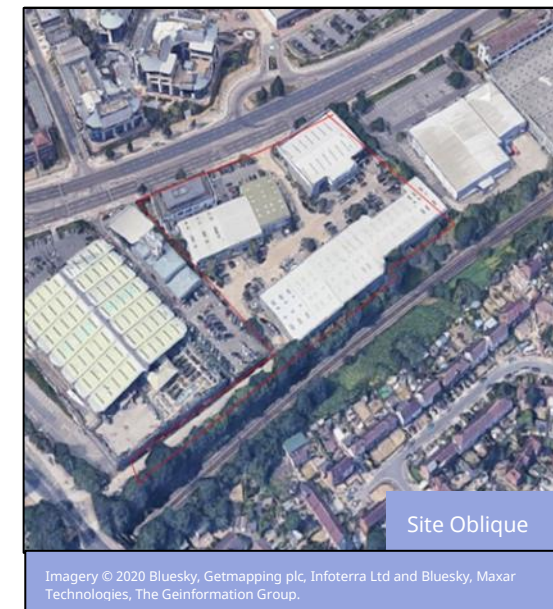 Site Oblique
Imagery © 2020 Bluesky, Getmapping plc, Infoterra Ltd and Bluesky, Maxar
Technologies, The Geinformation Group.